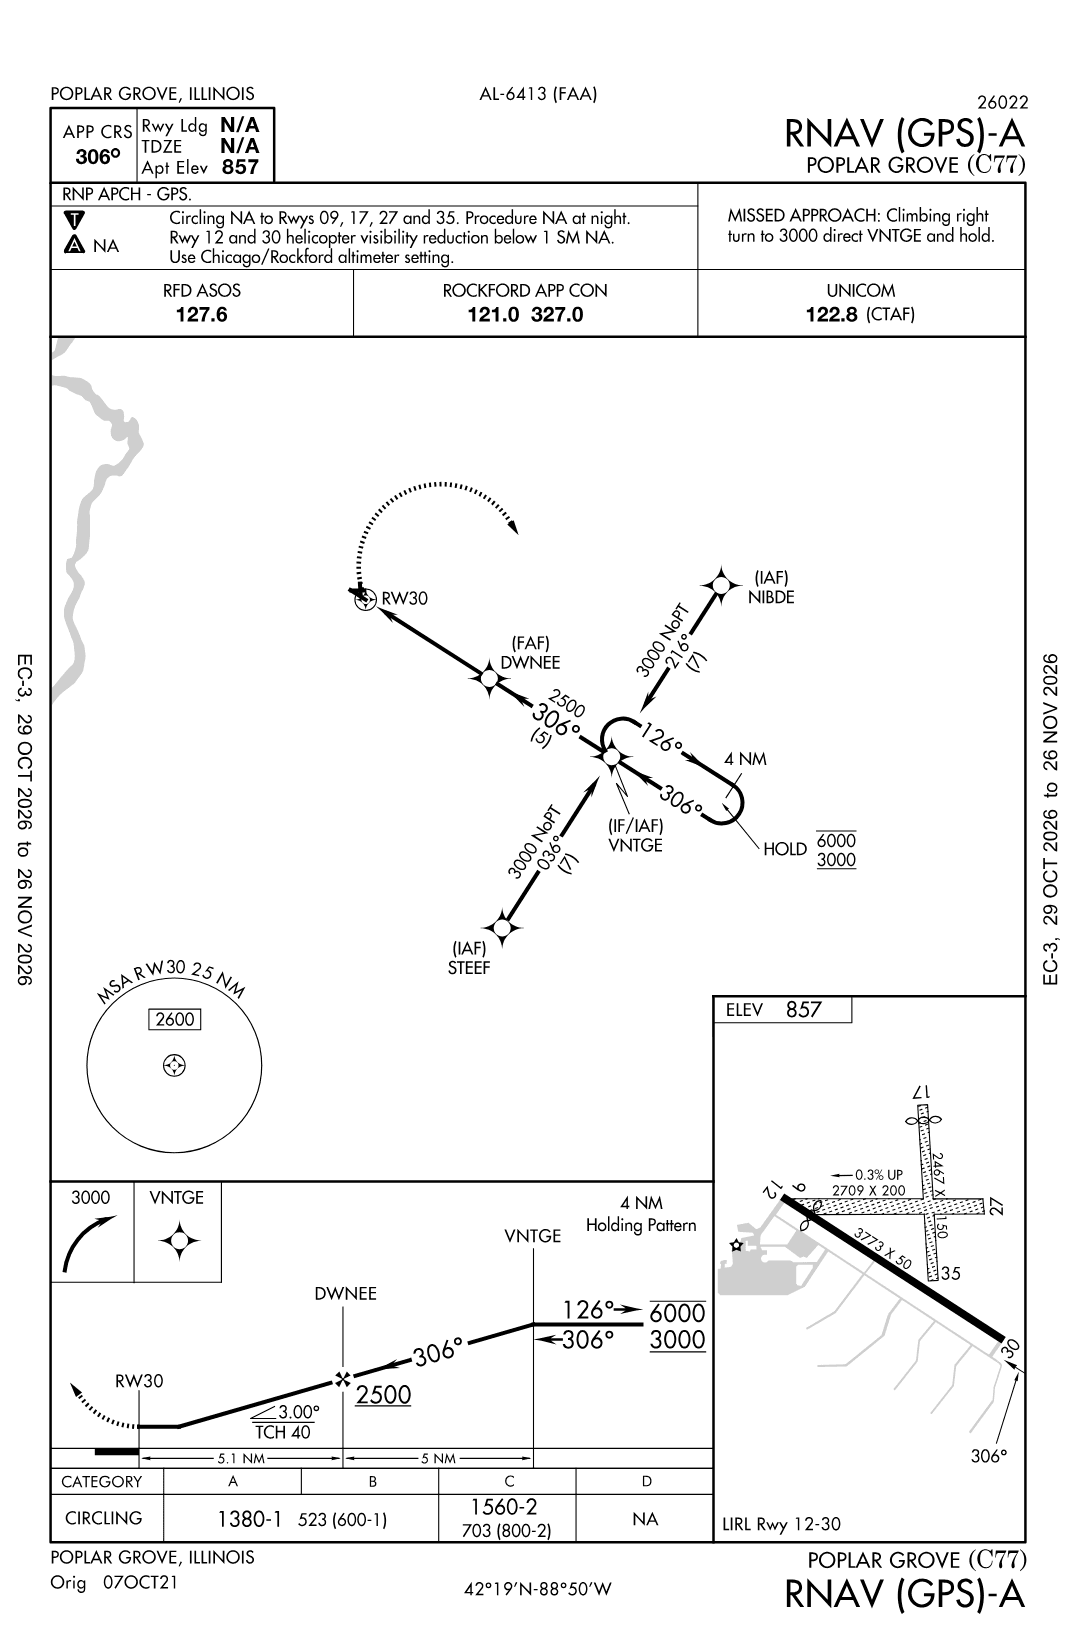 POPLAR GROVE, ILLINOIS
AL-6413 (FAA)
26022
APP CRS
306°
Rwy Ldg N/A
TDZE N/A
Apt Elev 857
RNAV (GPS)-A
POPLAR GROVE (C77)
RNP APCH - GPS.
T
A NA
Circling NA to Rwys 09, 17, 27 and 35. Procedure NA at night.
Rwy 12 and 30 helicopter visibility reduction below 1 SM NA.
Use Chicago/Rockford altimeter setting.
MISSED APPROACH: Climbing right
turn to 3000 direct VNTGE and hold.
RFD ASOS
127.6
ROCKFORD APP CON
121.0 327.0
UNICOM
122.8 (CTAF)
RW30
(IAF)
NIBDE
3000 NoPT
216°
(7)
(FAF)
DWNEE
2500
306°
(5)
126°
4 NM
306°
(IF/IAF)
VNTGE
HOLD 6000
3000
3000 NoPT
036°
(7)
(IAF)
STEEF
EC-3, 29 OCT 2026 to 26 NOV 2026
EC-3, 29 OCT 2026 to 26 NOV 2026
MSA RW30 25 NM
2600
ELEV 857
17
0.3% UP
2709 X 200
2467 X 150
12
9
27
3773 X 50
35
30
306°
LIRL Rwy 12-30
3000
VNTGE
4 NM
Holding Pattern
VNTGE
DWNEE
126° 6000
306° 3000
306°
RW30
2500
3.00°
TCH 40
5.1 NM
5 NM
CATEGORY A B C D
CIRCLING 1380-1 523 (600-1) 1560-2 703 (800-2) NA
POPLAR GROVE, ILLINOIS
Orig 07OCT21
42°19'N-88°50'W
POPLAR GROVE (C77)
RNAV (GPS)-A